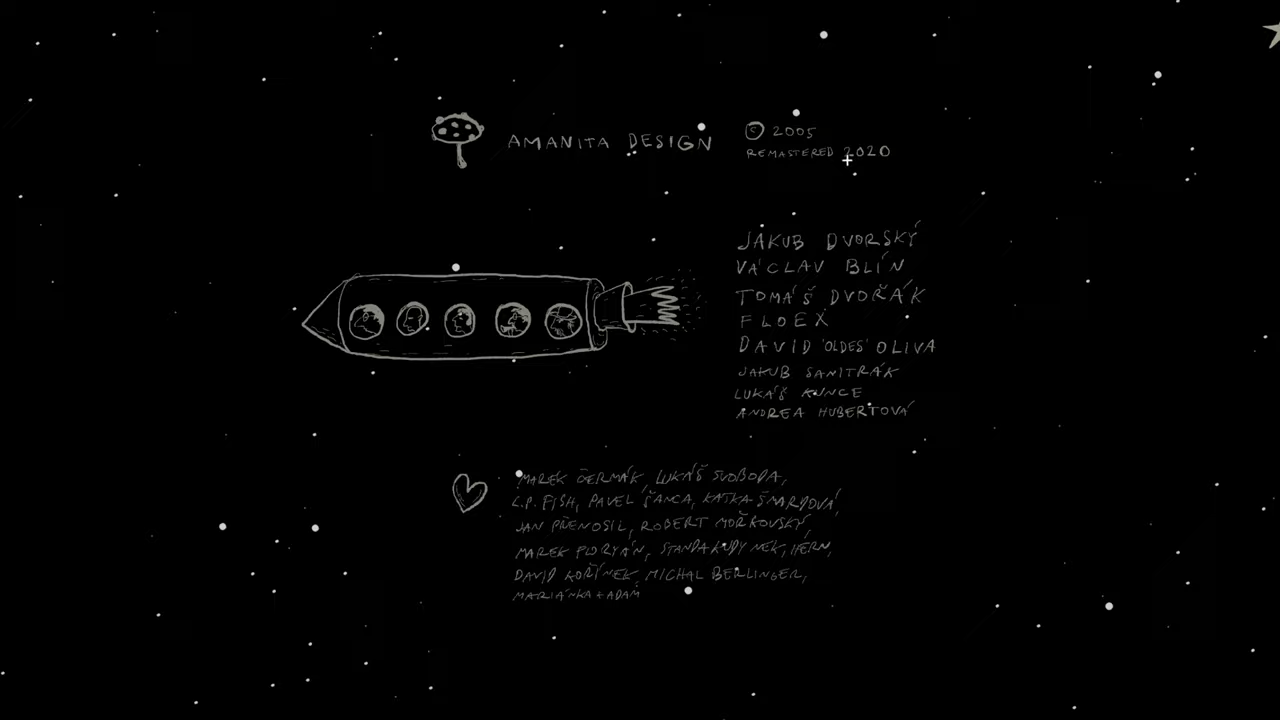 AMANITA DESIGN
© 2005
REMASTERED 2020
JAKUB DVORSKÝ
VÁCLAV BLÍN
TOMÁŠ DVOŘÁK
FLOEX
DAVID 'OLDES' OLIVA
JAKUB SANITRÁK
LUKÁŠ KUNCE
ANDREA HUBERTOVÁ
MAREK ČERMÁK, LUKÁŠ SVOBODA,
L.P. FISH, PAVEL ŠANCA, KATKA ŠMARDOVÁ,
JAN PŘENOSIL, ROBERT MOŘKOVSKÝ,
MAREK FLORYÁN, STANDA KUDYNEK,
DAVID KOŘÍNEK, MICHAL BERLINGER,
MARIÁNKA + ADAM